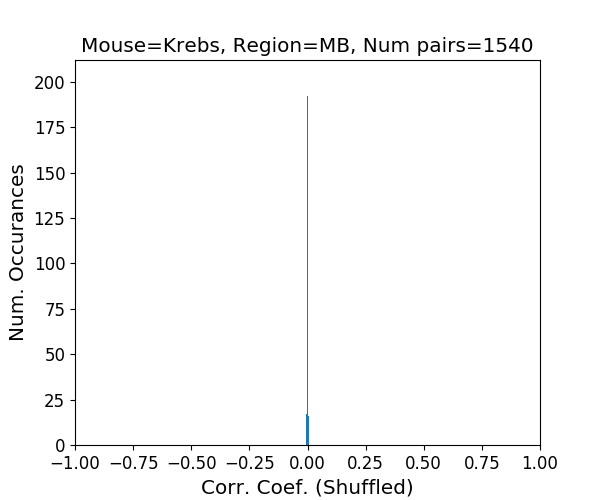 Mouse=Krebs, Region=MB, Num pairs=1540
200
175
150
125
100
75
50
25
0
Num. Occurances
−1.00 −0.75 −0.50 −0.25 0.00 0.25 0.50 0.75 1.00
Corr. Coef. (Shuffled)